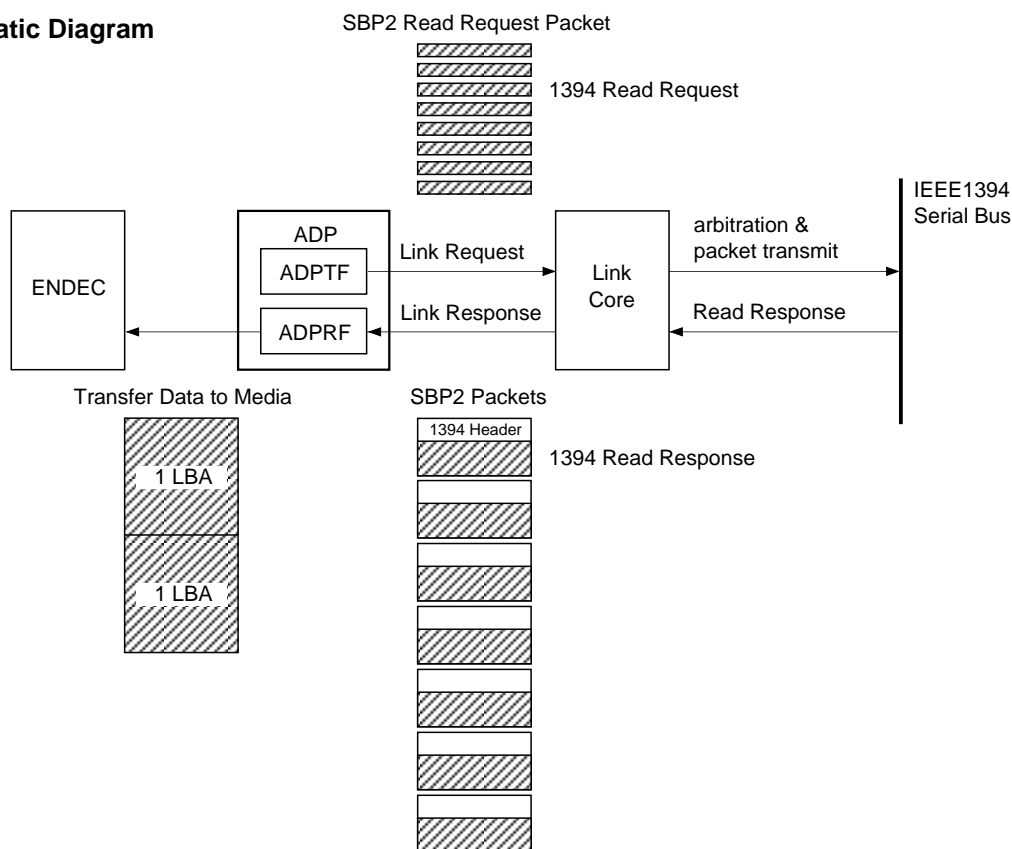 atic Diagram
SBP2 Read Request Packet
1394 Read Request
IEEE1394
Serial Bus
ENDEC
ADP
ADPTF
ADPRF
Link Request
Link Response
Link
Core
arbitration &
packet transmit
Read Response
Transfer Data to Media
1 LBA
1 LBA
SBP2 Packets
1394 Header
1394 Read Response